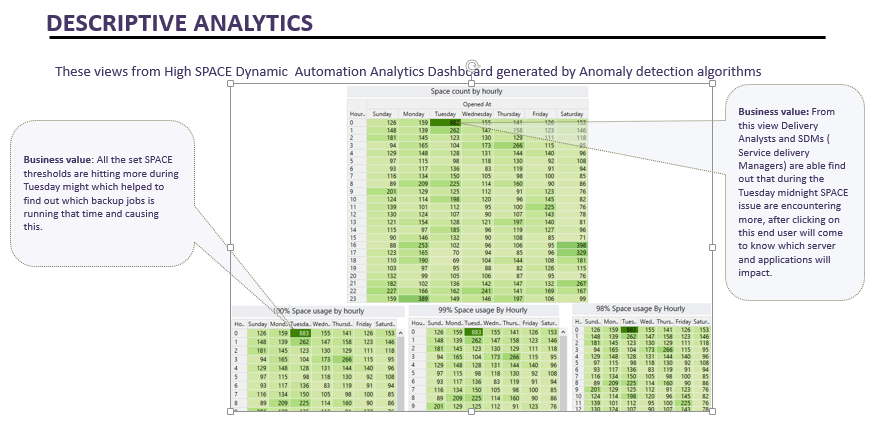 DESCRIPTIVE ANALYTICS
These views from High SPACE Dynamic Automation Analytics Dashboard generated by Anomaly detection algorithms
Business value: All the set SPACE
thresholds are hitting more during
Tuesday might which helped to
find out which backup jobs is
running that time and causing
this.
Space count by hourly
Opened At
Hour.. Sunday Monday Tuesday Wednesday Thursday Friday Saturday
0 126 159 883 155 141 126 153
1 148 139 262 147 158 123 146
2 181 145 123 130 129 111 118
3 94 165 104 173 266 115 95
4 129 148 128 131 144 140 96
5 97 115 98 118 130 92 108
6 93 117 136 83 119 91 94
7 116 134 150 105 98 100 85
8 89 209 225 114 160 90 86
9 201 129 125 112 91 123 76
10 124 114 198 120 96 145 82
11 139 101 112 95 100 225 76
12 130 124 107 90 107 143 78
13 121 154 128 121 197 140 81
14 120 207 185 96 119 127 96
15 90 146 132 90 108 85 71
16 88 253 102 96 106 95 398
17 123 165 70 94 85 96 329
18 110 190 69 104 144 108 181
19 103 97 95 88 82 126 115
20 132 99 105 106 87 95 76
21 182 102 136 142 147 132 267
22 227 166 162 241 141 169 167
23 159 389 149 146 197 106 99
Business value: From
this view Delivery
Analysts and SDMs (
Service delivery
Managers) are able find
out that during the
Tuesday midnight SPACE
issue are encountering
more, after clicking on
this end user will come
to know which server
and applications will
impact.
100% Space usage by hourly
Ho.. Sunday Mond.. Tuesda.. Wedn.. Thurs.. Friday Satur..
0 126 159 883 155 141 126 153
1 148 139 262 147 158 123 146
2 181 145 123 130 129 111 118
3 94 165 104 173 266 115 95
4 129 148 128 131 144 140 96
5 97 115 98 118 130 92 108
6 93 117 136 83 119 91 94
7 116 134 150 105 98 100 85
8 89 209 225 114 160 90 86
99% Space usage By Hourly
Ho.. Sund.. Mond.. Tuesd.. Wed.. Thurs.. Friday Satur..
0 126 159 883 155 141 126 153
1 148 139 262 147 158 123 146
2 181 145 123 130 129 111 118
3 94 165 104 173 266 115 95
4 129 148 128 131 144 140 96
5 97 115 98 118 130 92 108
6 93 117 136 83 119 91 94
7 116 134 150 105 98 100 85
8 89 209 225 114 160 90 86
9 201 129 125 112 91 123 76
98% Space usage By Hourly
H.. Sund.. Mon.. Tues.. Wed.. Thurs.. Friday Satur..
0 126 159 883 155 141 126 153
1 148 139 262 147 158 123 146
2 181 145 123 130 129 111 118
3 94 165 104 173 266 115 95
4 129 148 128 131 144 140 96
5 97 115 98 118 130 92 108
6 93 117 136 83 119 91 94
7 116 134 150 105 98 100 85
8 89 209 225 114 160 90 86
9 201 129 125 112 91 123 76
10 124 114 198 120 96 145 82
11 139 101 112 95 100 225 76
12 130 124 107 90 107 143 78